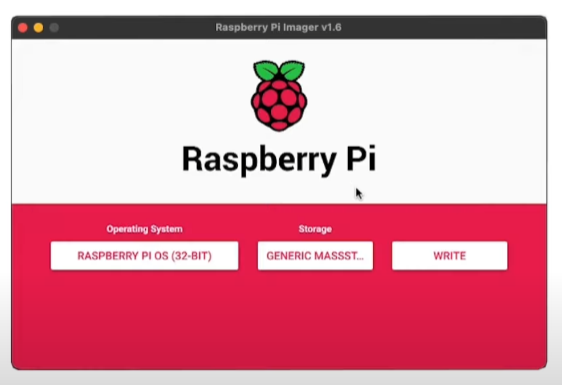 Raspberry Pi Imager v1.6
Raspberry Pi
Operating System Storage
RASPBERRY PI OS (32-BIT) GENERIC MASSST... WRITE